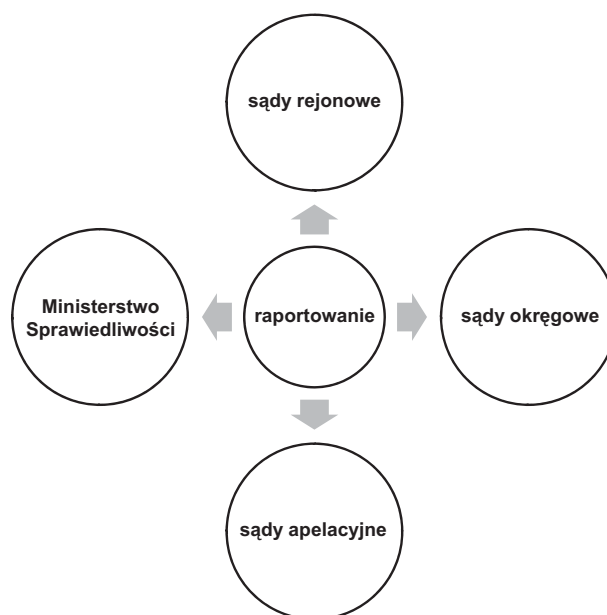 sądy rejonowe
Ministerstwo
Sprawiedliwości
raportowanie
sądy okręgowe
sądy apelacyjne